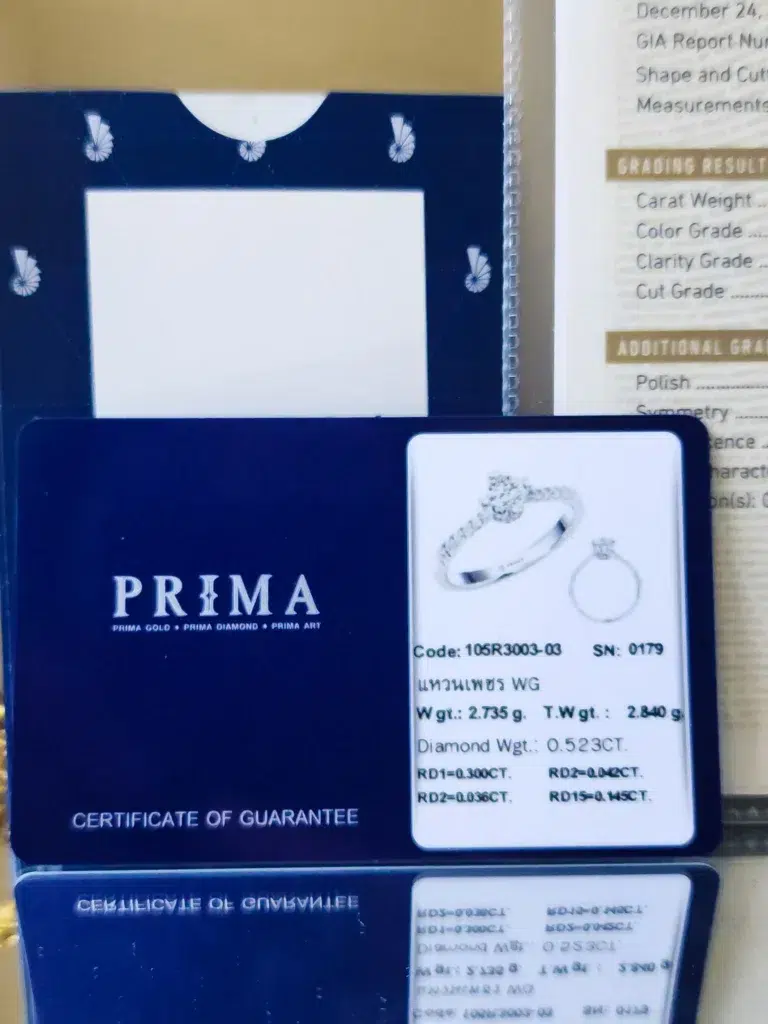 December 24,
GIA Report Nu
Shape and Cut
Measurements
GRADING RESULT
Carat Weight ..
Color Grade ....
Clarity Grade ..
Cut Grade ........
ADDITIONAL GRA
Polish ..............
Symmetry ........
PRIMA
PRIMA GOLD • PRIMA DIAMOND • PRIMA ART
CERTIFICATE OF GUARANTEE
Code: 105R3003-03 SN: 0179
แหวนเพชร WG
Wgt.: 2.735 g. T.Wgt. : 2.840 g.
Diamond Wgt.: 0.523CT.
RD1=0.300CT. RD2=0.042CT.
RD2=0.036CT. RD15=0.145CT.